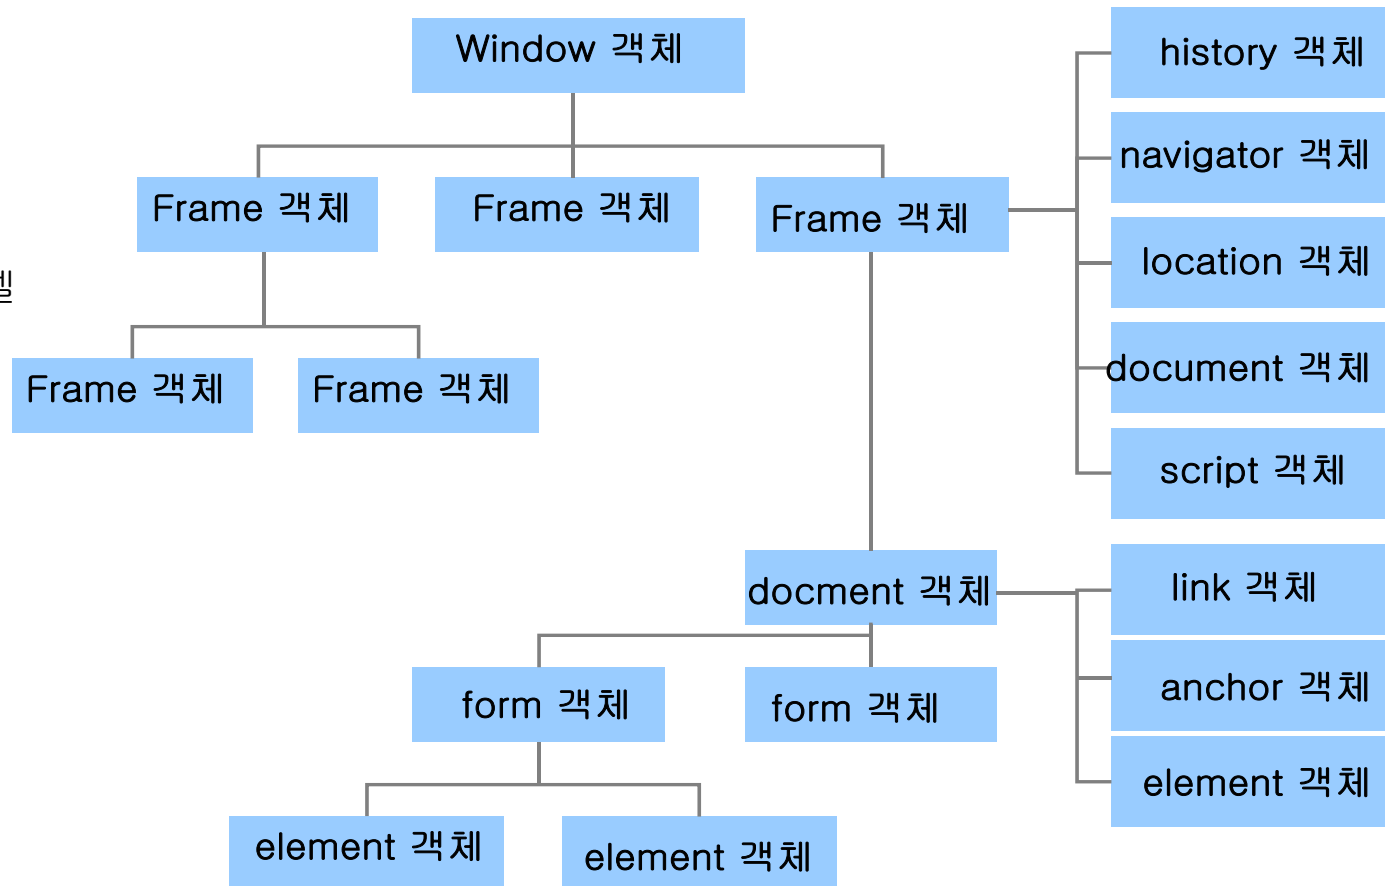 Window 객체
history 객체
navigator 객체
Frame 객체
Frame 객체
Frame 객체
location 객체
Frame 객체
Frame 객체
document 객체
script 객체
docment 객체
link 객체
form 객체
form 객체
anchor 객체
element 객체
element 객체
element 객체